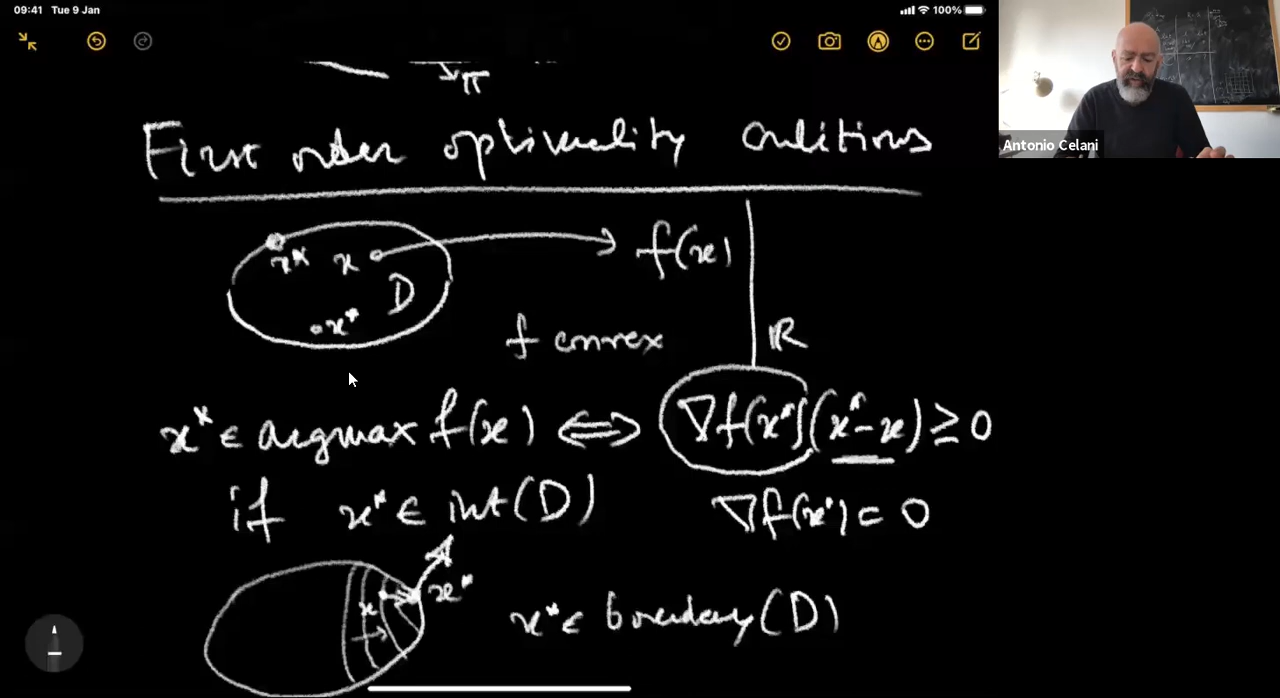 09:41 Tue 9 Jan
100%
Antonio Celani
π
First order optimality conditions
x* x D
x*
f(x)
f convex
ℝ
x* ∈ argmax f(x) ⟺ ∇f(x*)(x*-x) ≥ 0
if x* ∈ int(D) ∇f(x*) = 0
x x*
x* ∈ boundary(D)